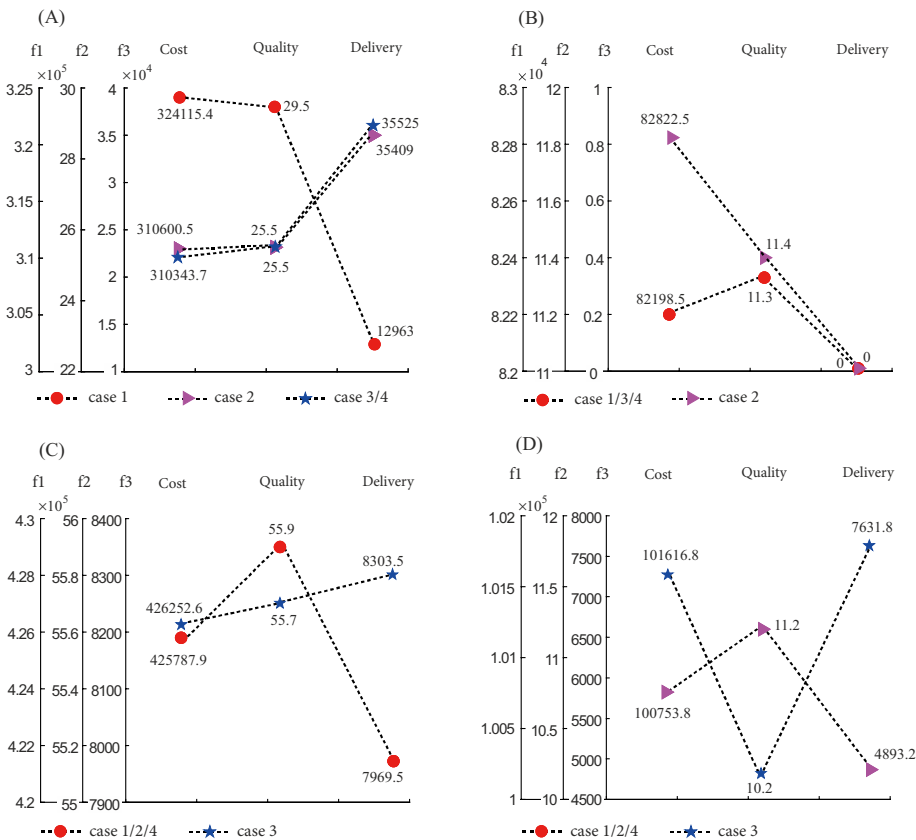 (A)
f1 f2 f3 Cost Quality Delivery
×10⁵ ×10⁴
3.25 30 4
3.2 28 3.5
3
3.15 26 2.5
3.1 24 2
3.05 1.5
3 22 1
324115.4 29.5 35525
35409
310600.5 25.5
310343.7 25.5
12963
case 1 case 2 case 3/4
(B)
f1 f2 f3 Cost Quality Delivery
×10⁴
8.3 12 1
8.28 11.8 0.8
8.26 11.6 0.6
8.24 11.4 0.4
8.22 11.2 0.2
8.2 11 0
82822.5
11.4
82198.5 11.3
0 0
case 1/3/4 case 2
(C)
f1 f2 f3 Cost Quality Delivery
×10⁵
4.3 56 8400
4.28 55.8 8300
4.26 55.6 8200
4.24 55.4 8100
4.22 55.2 8000
4.2 55 7900
55.9
8303.5
426252.6 55.7
425787.9
7969.5
case 1/2/4 case 3
(D)
f1 f2 f3 Cost Quality Delivery
×10⁵
1.02 12 8000
7500
1.015 11.5 7000
6500
1.01 11 6000
5500
1.005 10.5 5000
1 10 4500
7631.8
101616.8
11.2
100753.8
4893.2
10.2
case 1/2/4 case 3